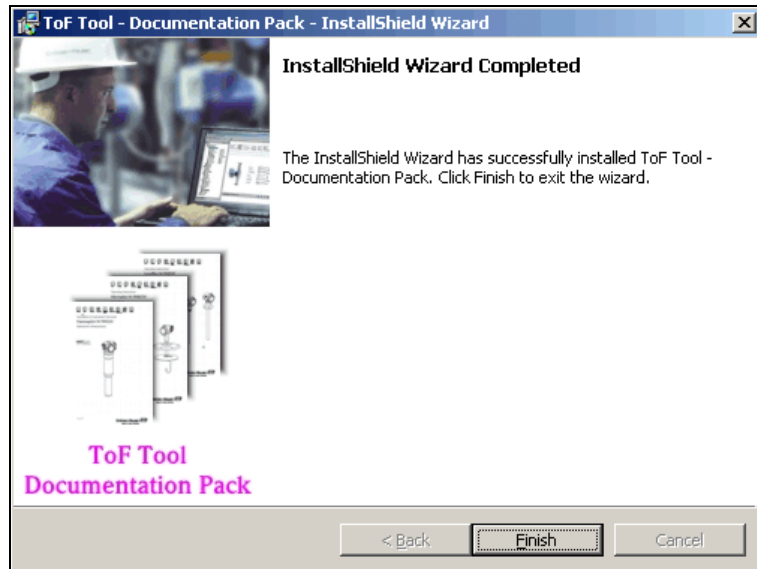 ToF Tool - Documentation Pack - InstallShield Wizard
InstallShield Wizard Completed
The InstallShield Wizard has successfully installed ToF Tool -
Documentation Pack. Click Finish to exit the wizard.
ToF Tool
Documentation Pack
< Back
Finish
Cancel